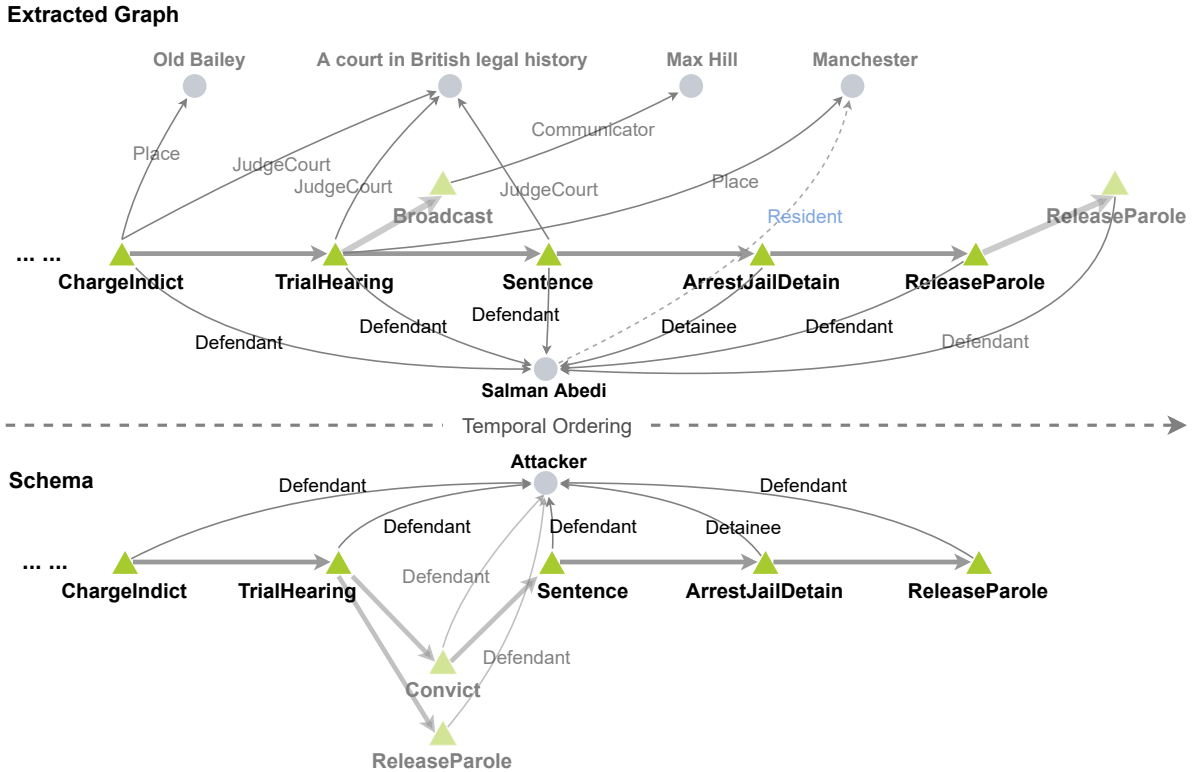 Extracted Graph
Old Bailey
A court in British legal history
Max Hill
Manchester
Communicator
Place
JudgeCourt
JudgeCourt
JudgeCourt
Place
Broadcast
Resident
ReleaseParole
... ...
ChargeIndict
TrialHearing
Sentence
ArrestJailDetain
ReleaseParole
Defendant
Defendant
Defendant
Detainee
Defendant
Defendant
Salman Abedi
Temporal Ordering
Schema
Attacker
Defendant
Defendant
Defendant
Defendant
Detainee
Defendant
... ...
ChargeIndict
TrialHearing
Sentence
ArrestJailDetain
ReleaseParole
Defendant
Convict
ReleaseParole